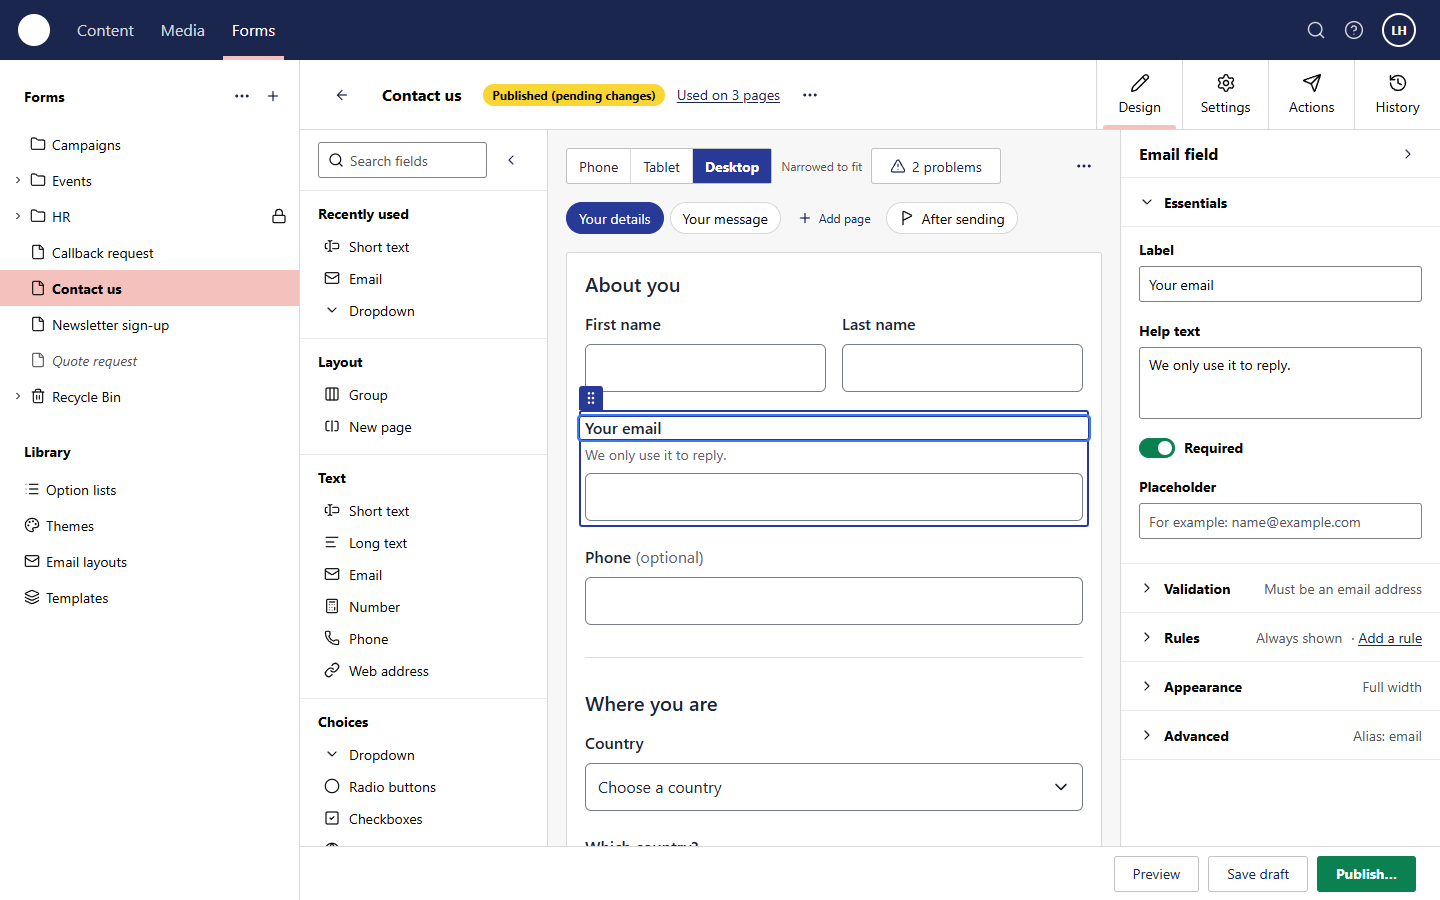 Content
Media
Forms
LH
Forms
Campaigns
Events
HR
Callback request
Contact us
Newsletter sign-up
Quote request
Recycle Bin
Library
Option lists
Themes
Email layouts
Templates
Contact us
Published (pending changes)
Used on 3 pages
Design
Settings
Actions
History
Search fields
Recently used
Short text
Email
Dropdown
Layout
Group
New page
Text
Short text
Long text
Email
Number
Phone
Web address
Choices
Dropdown
Radio buttons
Checkboxes
Phone
Tablet
Desktop
Narrowed to fit
2 problems
Your details
Your message
Add page
After sending
About you
First name
Last name
Your email
We only use it to reply.
Phone (optional)
Where you are
Country
Choose a country
Which country?
Email field
Essentials
Label
Your email
Help text
We only use it to reply.
Required
Placeholder
For example: name@example.com
Validation
Must be an email address
Rules
Always shown · Add a rule
Appearance
Full width
Advanced
Alias: email
Preview
Save draft
Publish...